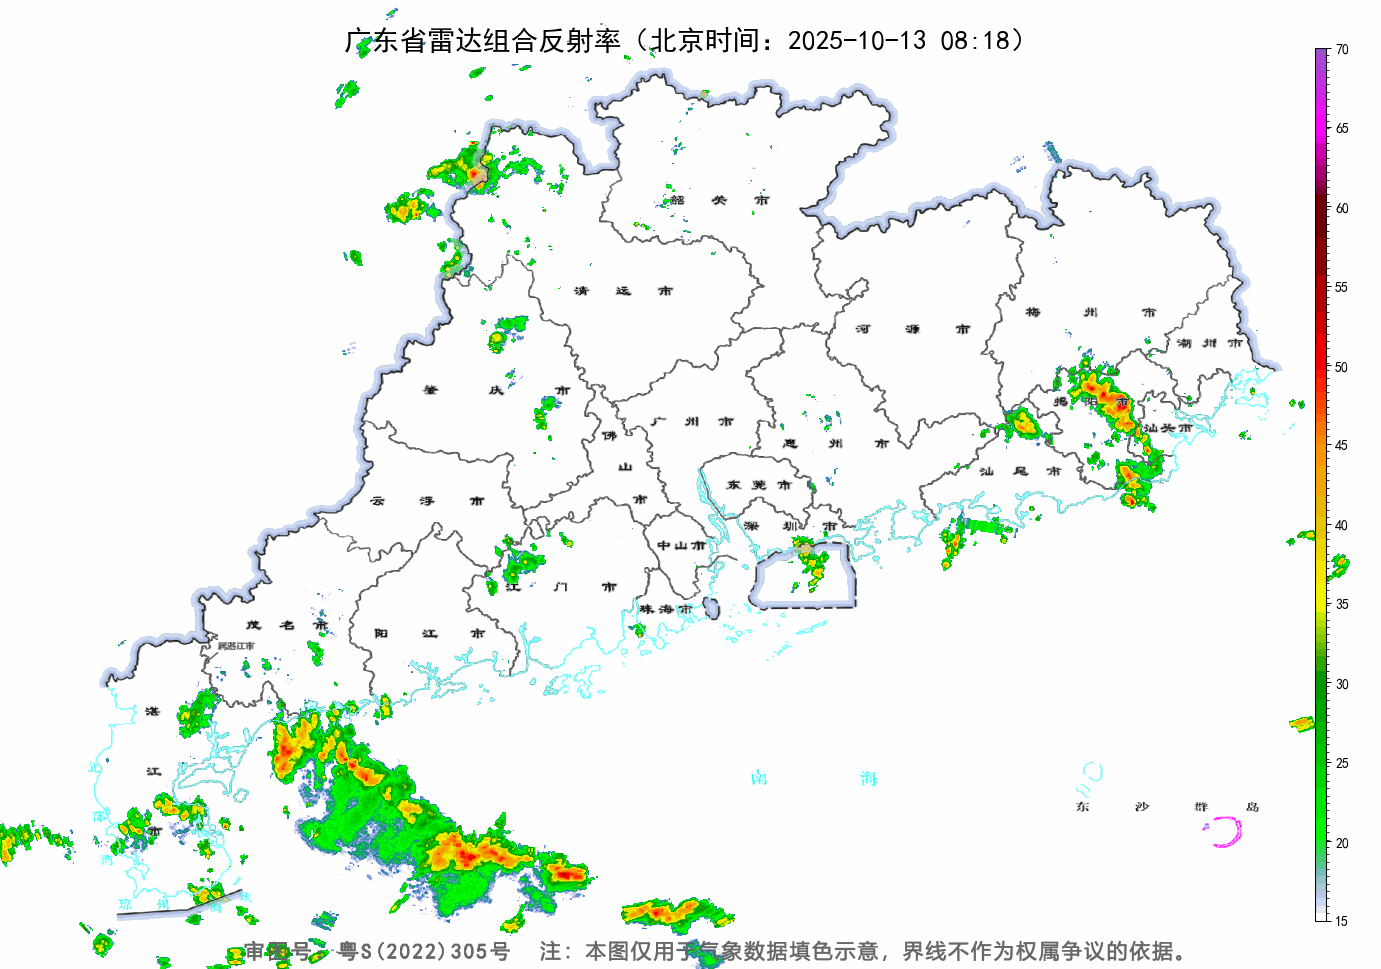 广东省雷达组合反射率（北京时间：2025-10-13 08:18）
70
65
60
55
50
45
40
35
30
25
20
15
韶关市
清远市
河源市
梅州市
潮州市
肇庆市
广州市
佛山市
惠州市
揭阳市
汕头市
云浮市
东莞市
汕尾市
深圳市
中山市
江门市
珠海市
茂名市
属湛江市
阳江市
湛江市
北部湾
南海
东沙群岛
琼州海峡
审图号：粤S(2022)305号 注：本图仅用于气象数据填色示意，界线不作为权属争议的依据。